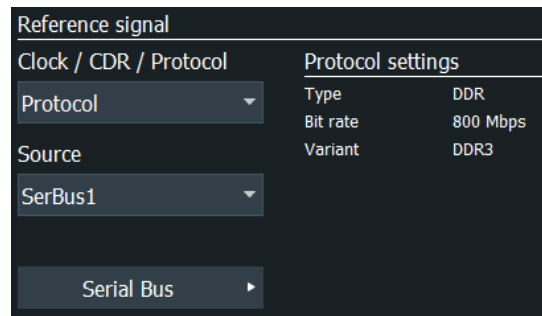 Reference signal
Clock / CDR / Protocol
Protocol
Source
SerBus1
Serial Bus
Protocol settings
Type DDR
Bit rate 800 Mbps
Variant DDR3